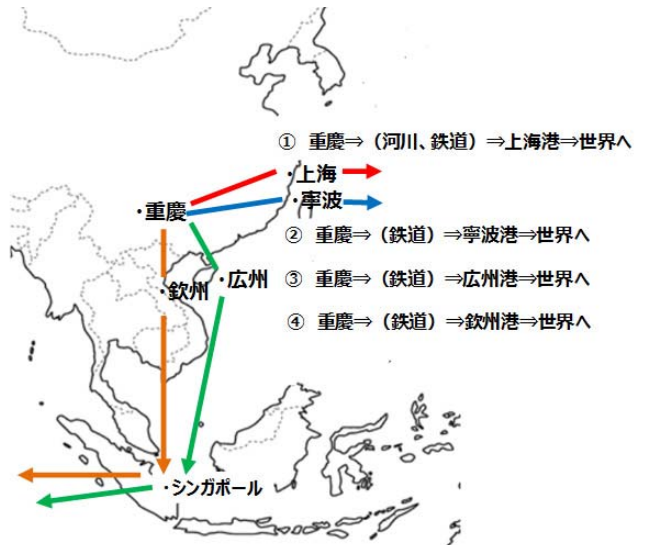 ① 重慶⇒（河川、鉄道）⇒上海港⇒世界へ
・上海
・寧波
・重慶
② 重慶⇒（鉄道）⇒寧波港⇒世界へ
・広州
③ 重慶⇒（鉄道）⇒広州港⇒世界へ
・欽州
④ 重慶⇒（鉄道）⇒欽州港⇒世界へ
・シンガポール